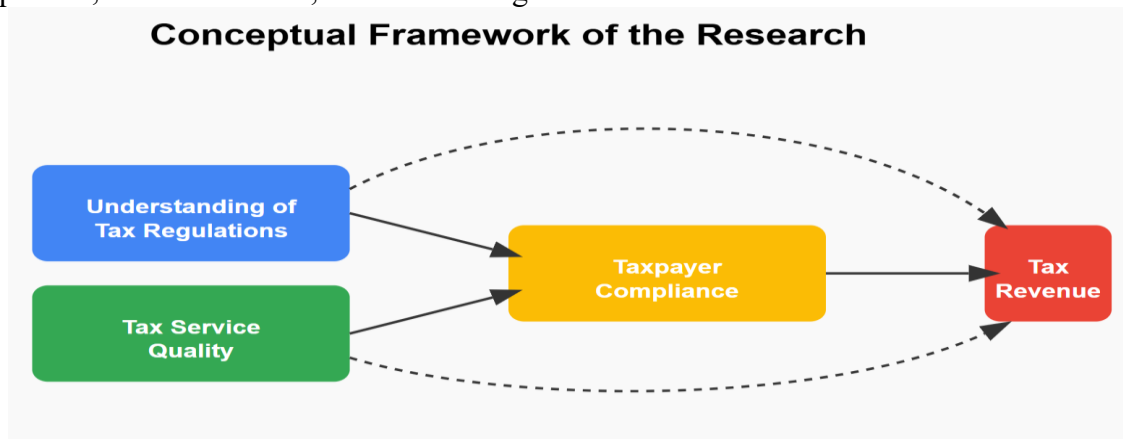 Conceptual Framework of the Research
Understanding of
Tax Regulations
Taxpayer
Compliance
Tax
Revenue
Tax Service
Quality